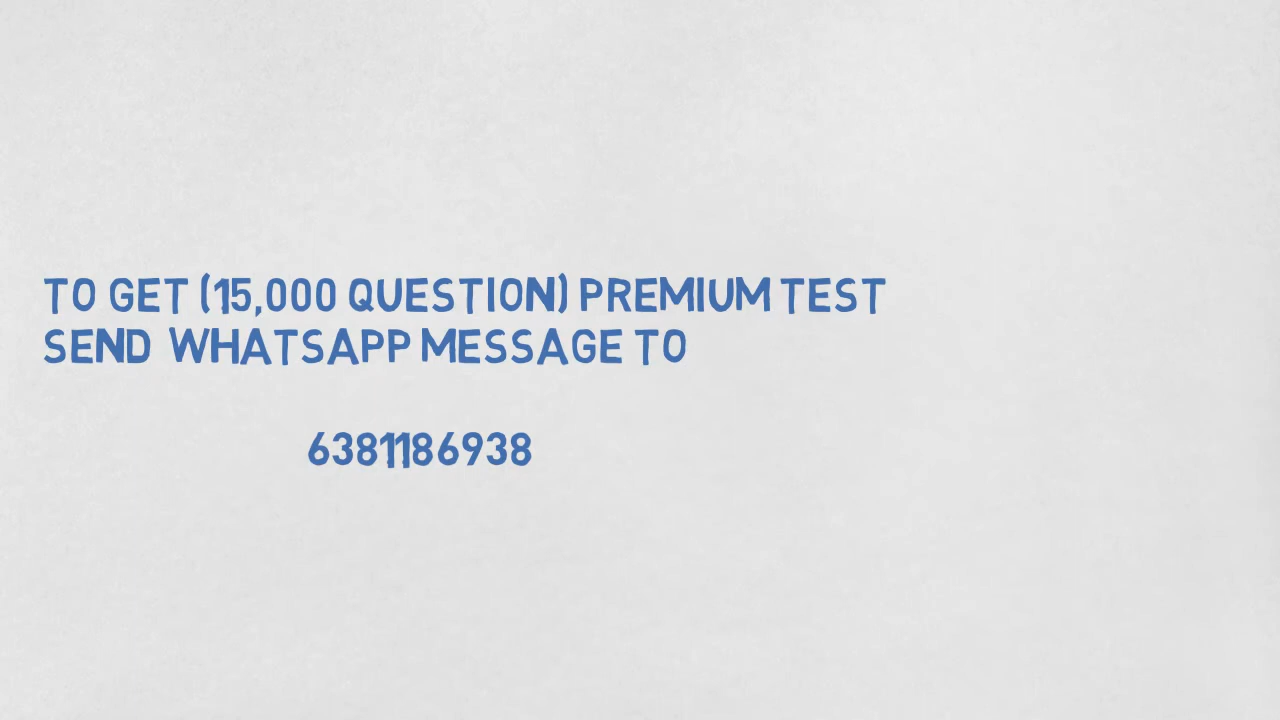 TO GET (15,000 QUESTION) PREMIUM TEST
SEND WHATSAPP MESSAGE TO
6381186938